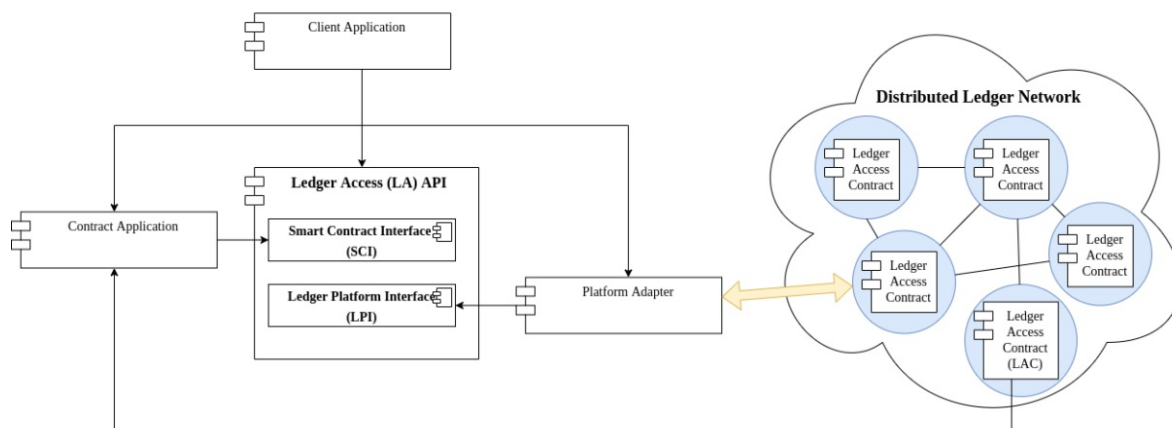 Client Application
Distributed Ledger Network
Ledger
Access
Contract
Ledger
Access
Contract
Ledger Access (LA) API
Contract Application
Smart Contract Interface
(SCI)
Ledger
Access
Contract
Ledger
Access
Contract
Ledger Platform Interface
(LPI)
Platform Adapter
Ledger
Access
Contract
(LAC)